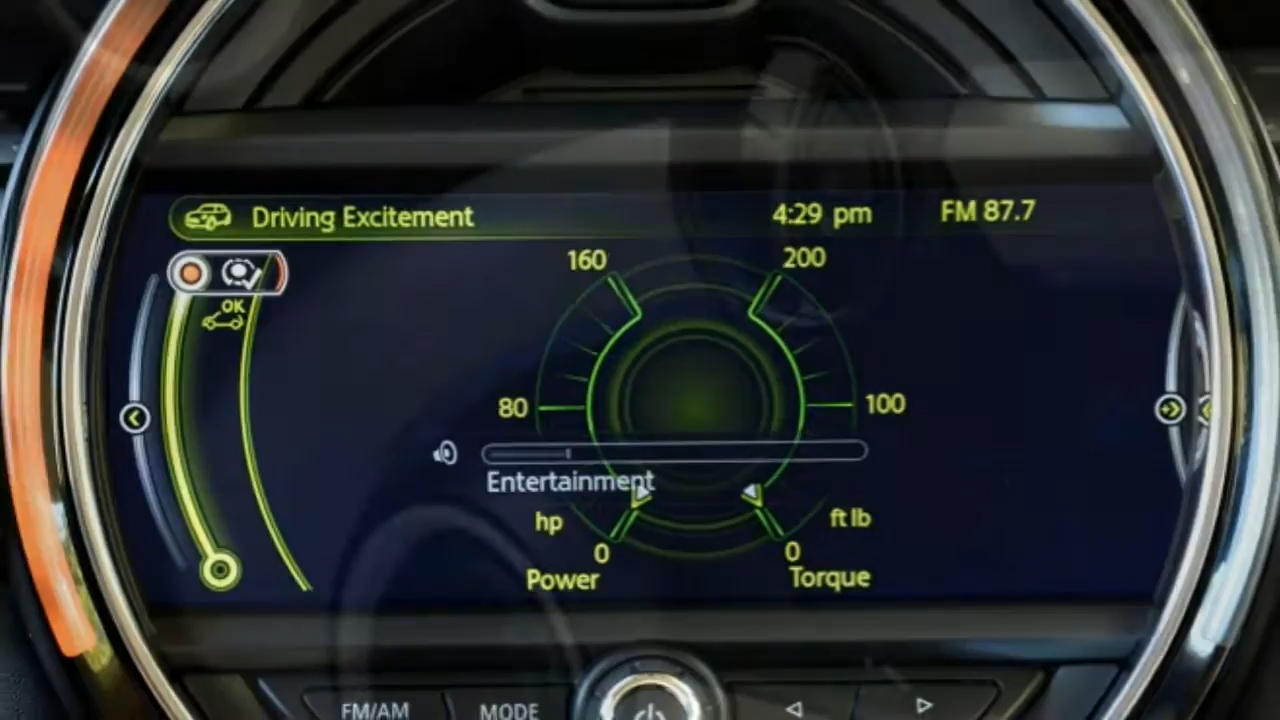 Driving Excitement 4:29 pm FM 87.7
OK
160 200
80 100
Entertainment
hp ft lb
0 0
Power Torque
FM/AM MODE